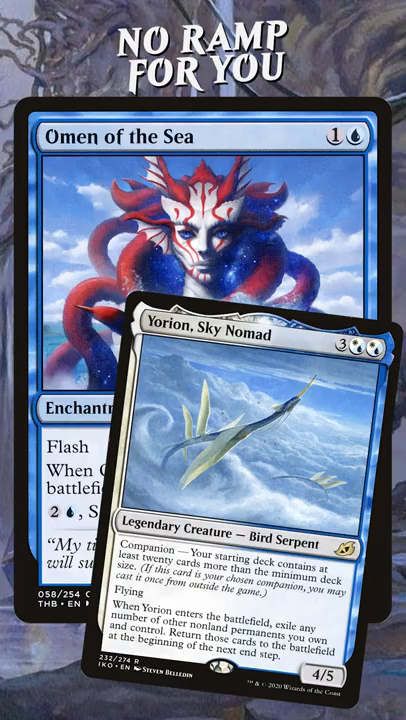 NO RAMP
FOR YOU
Omen of the Sea
1
Enchantm
Flash
When
battlefie
2 , S
“My ti
will su
058/254 C
THB • EN
Yorion, Sky Nomad
3
Legendary Creature — Bird Serpent
Companion — Your starting deck contains at
least twenty cards more than the minimum deck
size. (If this card is your chosen companion, you may
cast it once from outside the game.)
Flying
When Yorion enters the battlefield, exile any
number of other nonland permanents you own
and control. Return those cards to the battlefield
at the beginning of the next end step.
4/5
232/274 R
IKO • EN Steven Belledin
™ & © 2020 Wizards of the Coast